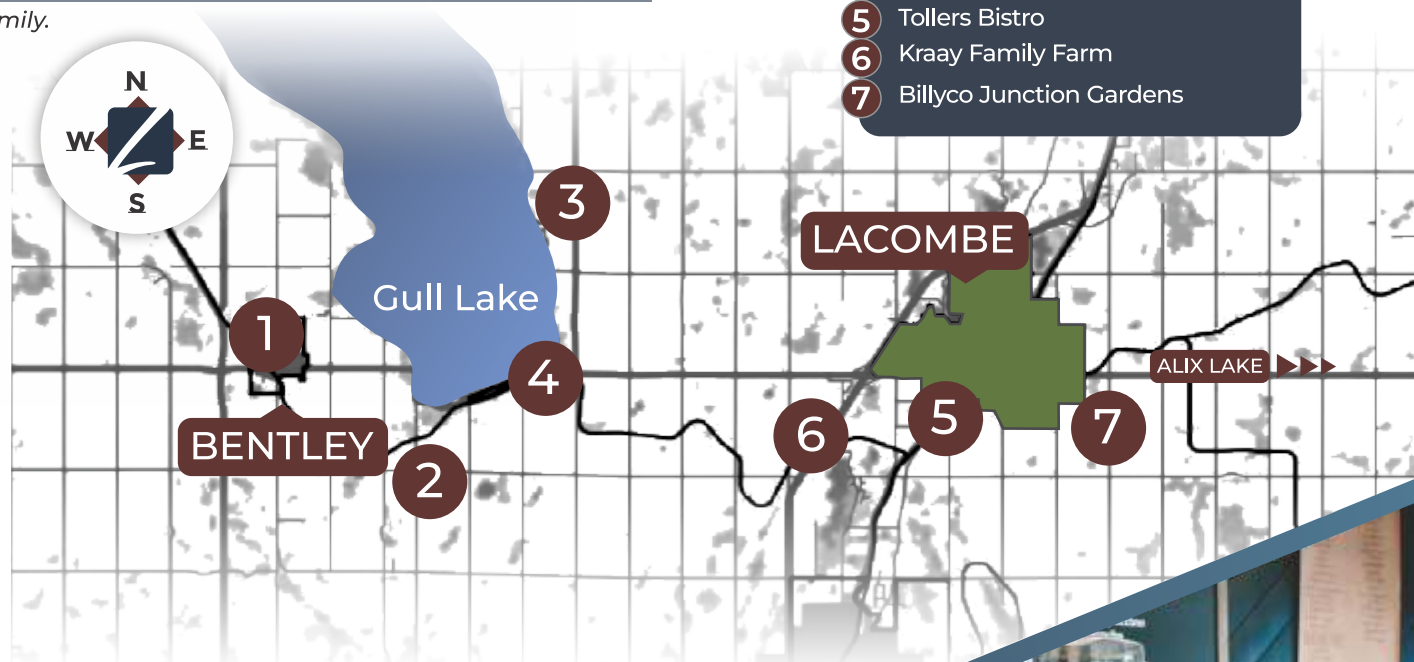 mily.
5 Tollers Bistro
6 Kraay Family Farm
7 Billyco Junction Gardens
N
W E
S
3
LACOMBE
Gull Lake
1
ALIX LAKE
4
5
7
6
BENTLEY
2